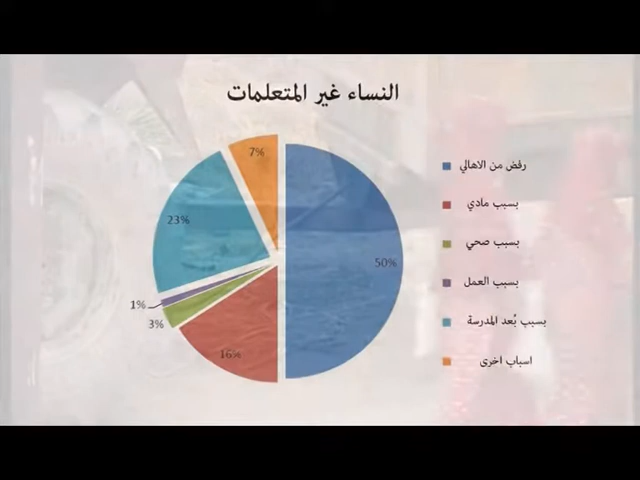 النساء غير المتعلمات
7%
23%
50%
1%
3%
16%
رفض من الاهالي
بسبب مادي
بسبب صحي
بسبب العمل
بسبب بُعد المدرسة
اسباب اخرى